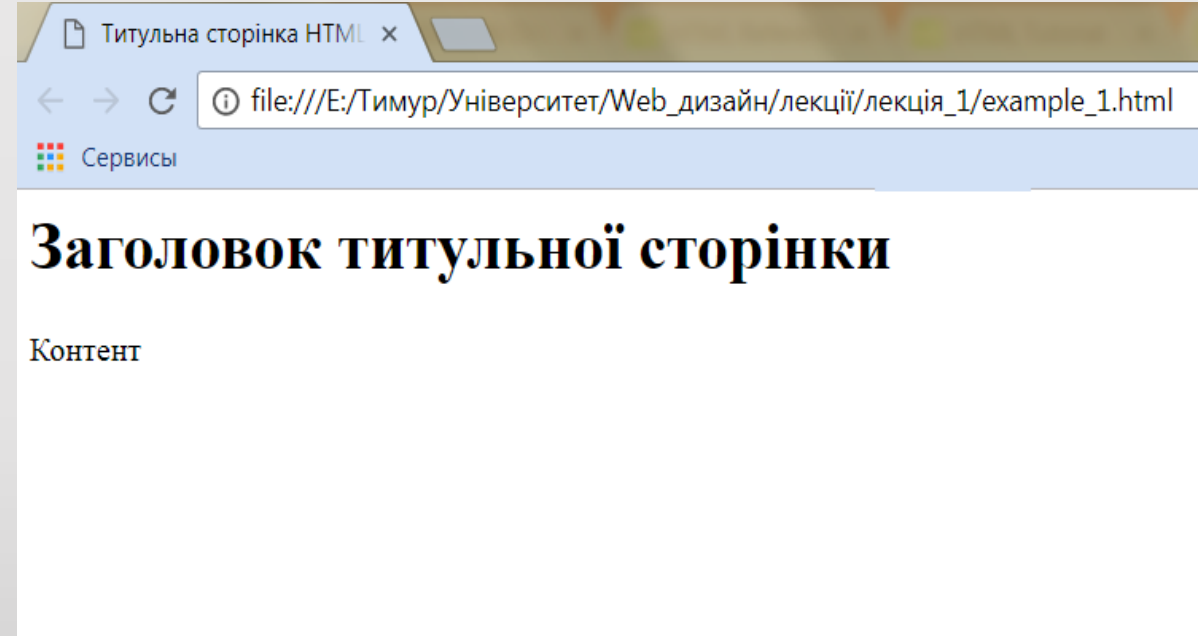 Титульна сторінка HTML
file:///E:/Тимур/Університет/Web_дизайн/лекції/лекція_1/example_1.html
Сервисы
Заголовок титульної сторінки
Контент